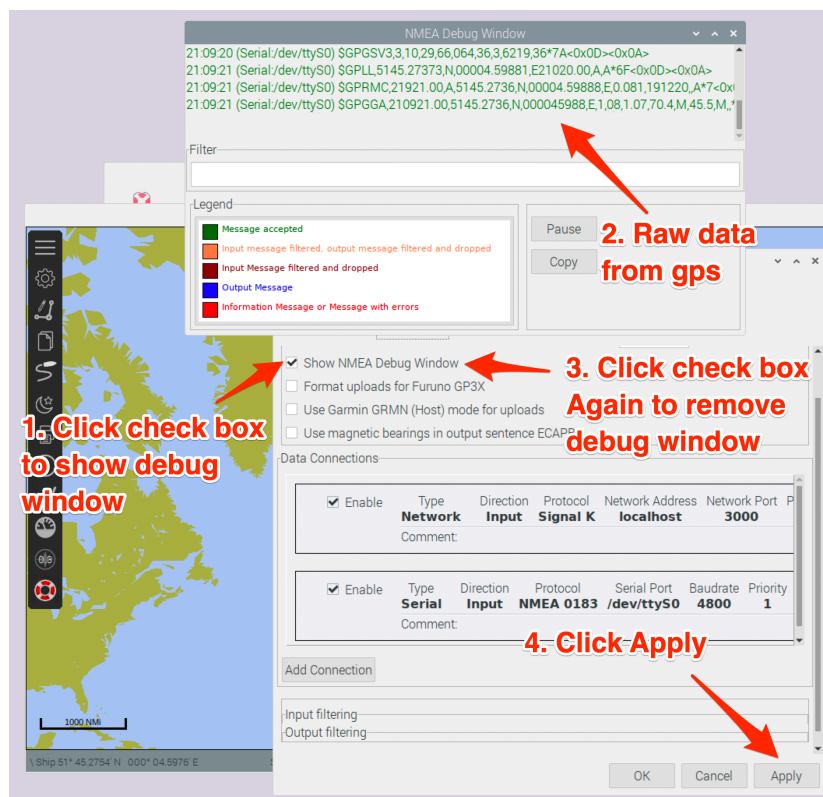 NMEA Debug Window
21:09:20 (Serial:/dev/ttyS0) $GPGSV3,3,10,29,66,064,36,3,6219,36*7A<0x0D><0x0A>
21:09:21 (Serial:/dev/ttyS0) $GPLL,5145.27373,N,00004.59881,E21020.00,A,A*6F<0x0D><0x0A>
21:09:21 (Serial:/dev/ttyS0) $GPRMC,21921.00,A,5145.2736,N,00004.59888,E,0.081,191220,,A*7<0x
21:09:21 (Serial:/dev/ttyS0) $GPGGA,210921.00,5145.2736,N,000045988,E,1,08,1.07,70.4,M,45.5,M,,*
Filter
Legend
Message accepted
Input message filtered, output message filtered and dropped
Input Message filtered and dropped
Output Message
Information Message or Message with errors
Pause
Copy
2. Raw data
from gps
Show NMEA Debug Window
Format uploads for Furuno GP3X
Use Garmin GRMN (Host) mode for uploads
Use magnetic bearings in output sentence ECAPB
3. Click check box
Again to remove
debug window
1. Click check box
to show debug
window
Data Connections
Enable Type Direction Protocol Network Address Network Port P
Network Input Signal K localhost 3000
Comment:
Enable Type Direction Protocol Serial Port Baudrate Priority
Serial Input NMEA 0183 /dev/ttyS0 4800 1
Comment:
4. Click Apply
Add Connection
Input filtering
Output filtering
1000 NMi
\ Ship 51° 45.2754' N 000° 04.5976' E
OK Cancel Apply